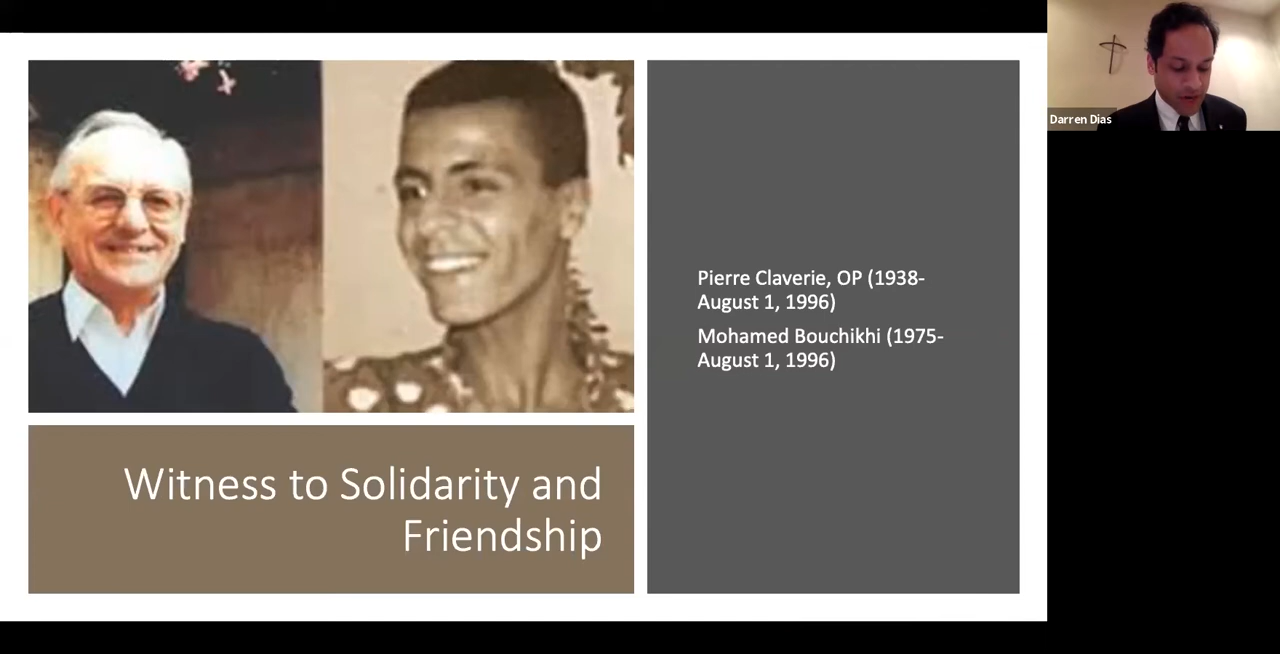 Darren Dias
Pierre Claverie, OP (1938-
August 1, 1996)
Mohamed Bouchikhi (1975-
August 1, 1996)
Witness to Solidarity and
Friendship